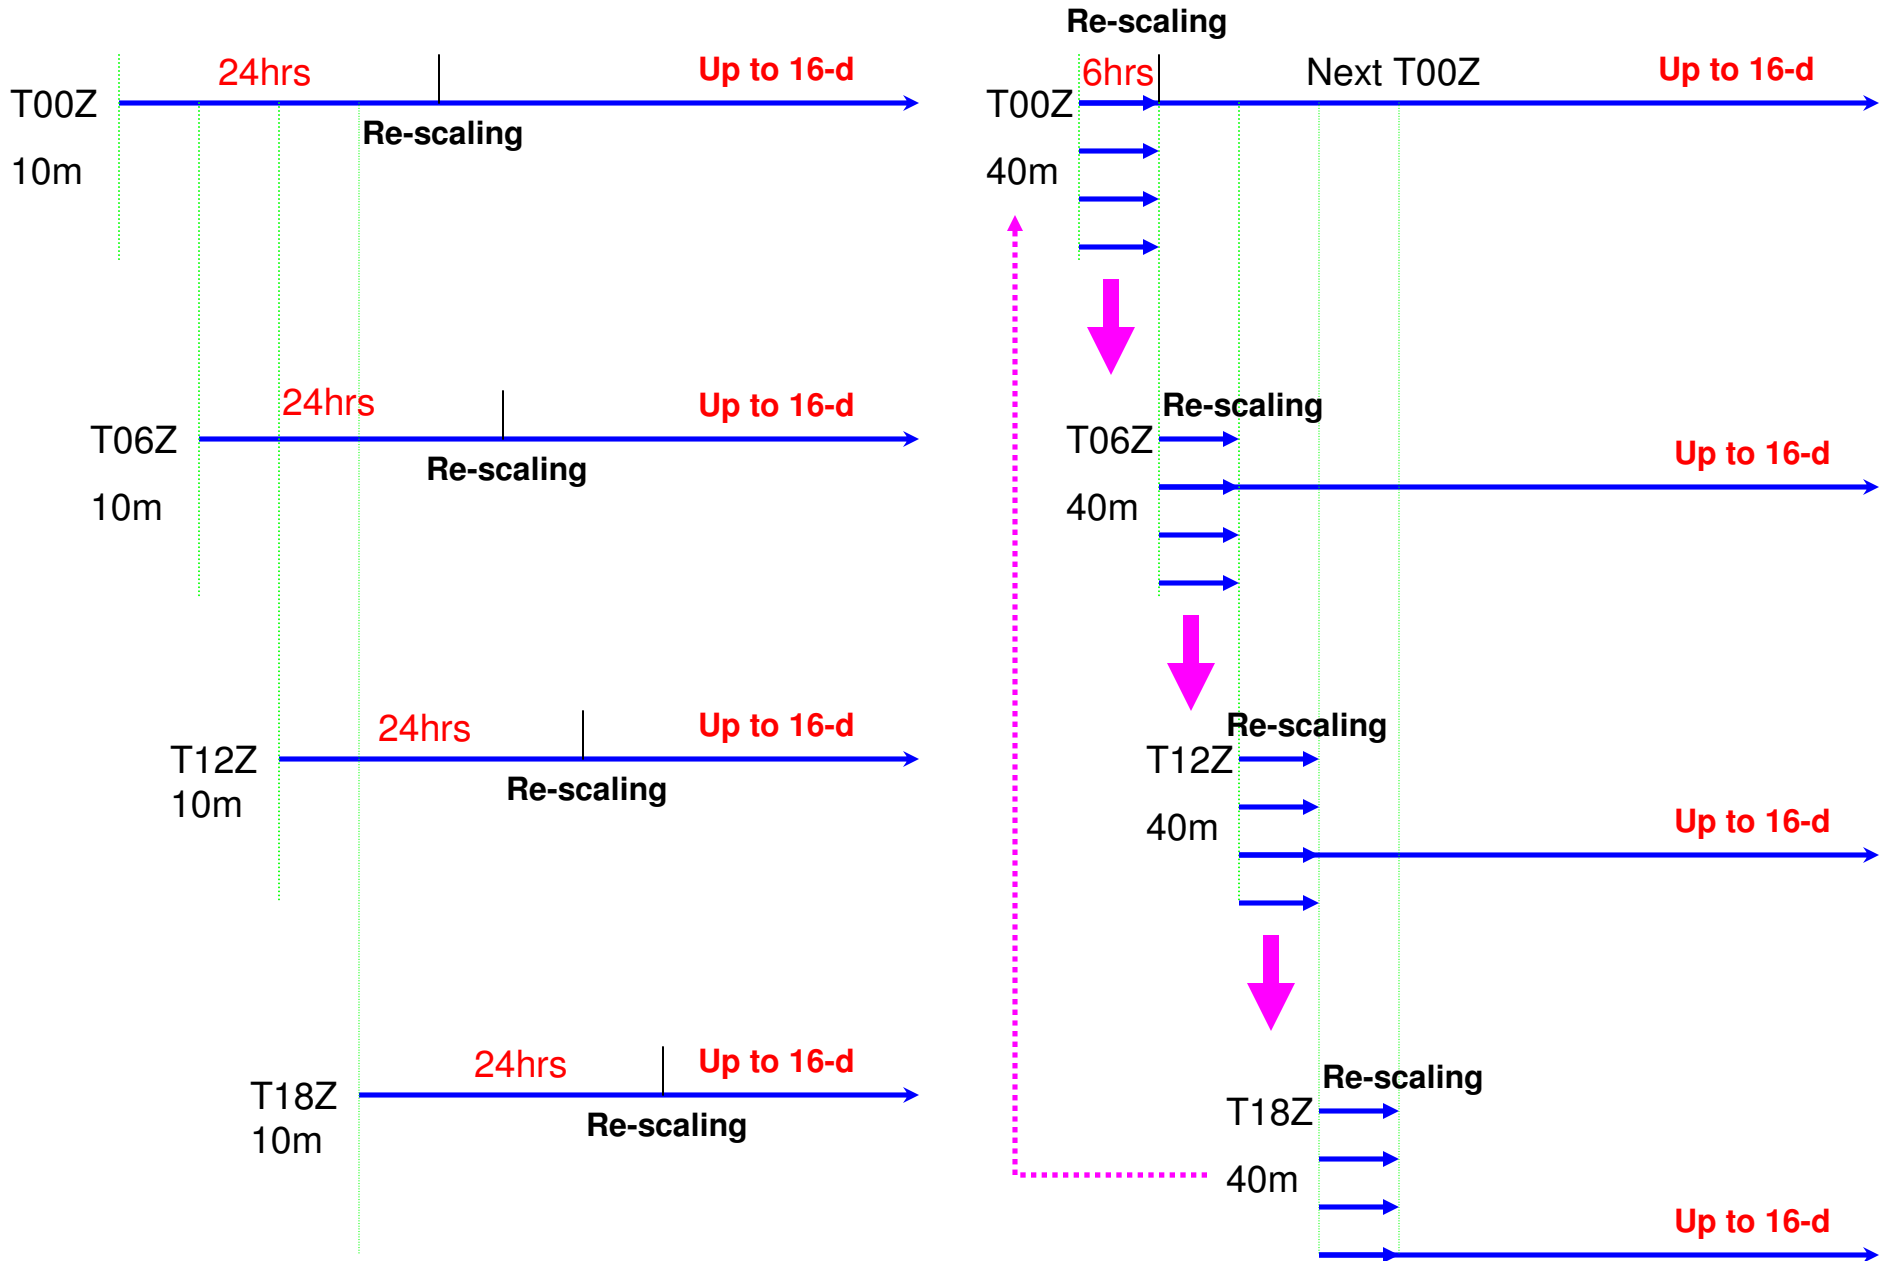 24hrs
Up to 16-d
T00Z
Re-scaling
10m
24hrs
Up to 16-d
T06Z
Re-scaling
10m
24hrs
Up to 16-d
T12Z
Re-scaling
10m
24hrs
Up to 16-d
T18Z
Re-scaling
10m
Re-scaling
6hrs
Next T00Z
Up to 16-d
T00Z
40m
Re-scaling
T06Z
Up to 16-d
40m
Re-scaling
T12Z
Up to 16-d
40m
Re-scaling
T18Z
40m
Up to 16-d